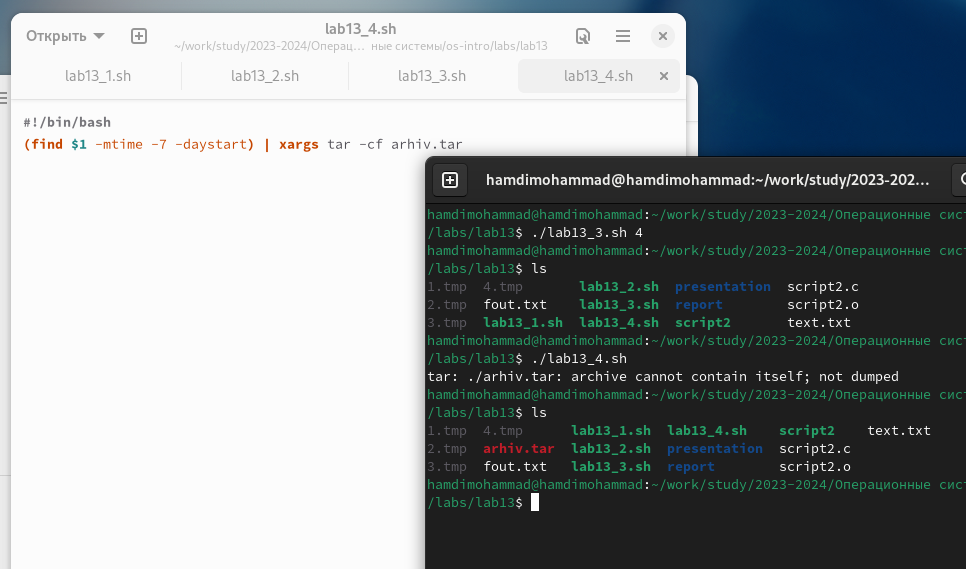 Открыть
lab13_4.sh
~/work/study/2023-2024/Операц… ные системы/os-intro/labs/lab13
lab13_1.sh lab13_2.sh lab13_3.sh lab13_4.sh
#!/bin/bash
(find $1 -mtime -7 -daystart) | xargs tar -cf arhiv.tar
hamdimohammad@hamdimohammad:~/work/study/2023-202…
hamdimohammad@hamdimohammad:~/work/study/2023-2024/Операционные сист
/labs/lab13$ ./lab13_3.sh 4
hamdimohammad@hamdimohammad:~/work/study/2023-2024/Операционные сист
/labs/lab13$ ls
1.tmp 4.tmp lab13_2.sh presentation script2.c
2.tmp fout.txt lab13_3.sh report script2.o
3.tmp lab13_1.sh lab13_4.sh script2 text.txt
hamdimohammad@hamdimohammad:~/work/study/2023-2024/Операционные сист
/labs/lab13$ ./lab13_4.sh
tar: ./arhiv.tar: archive cannot contain itself; not dumped
hamdimohammad@hamdimohammad:~/work/study/2023-2024/Операционные сист
/labs/lab13$ ls
1.tmp 4.tmp lab13_1.sh lab13_4.sh script2 text.txt
2.tmp arhiv.tar lab13_2.sh presentation script2.c
3.tmp fout.txt lab13_3.sh report script2.o
hamdimohammad@hamdimohammad:~/work/study/2023-2024/Операционные сист
/labs/lab13$